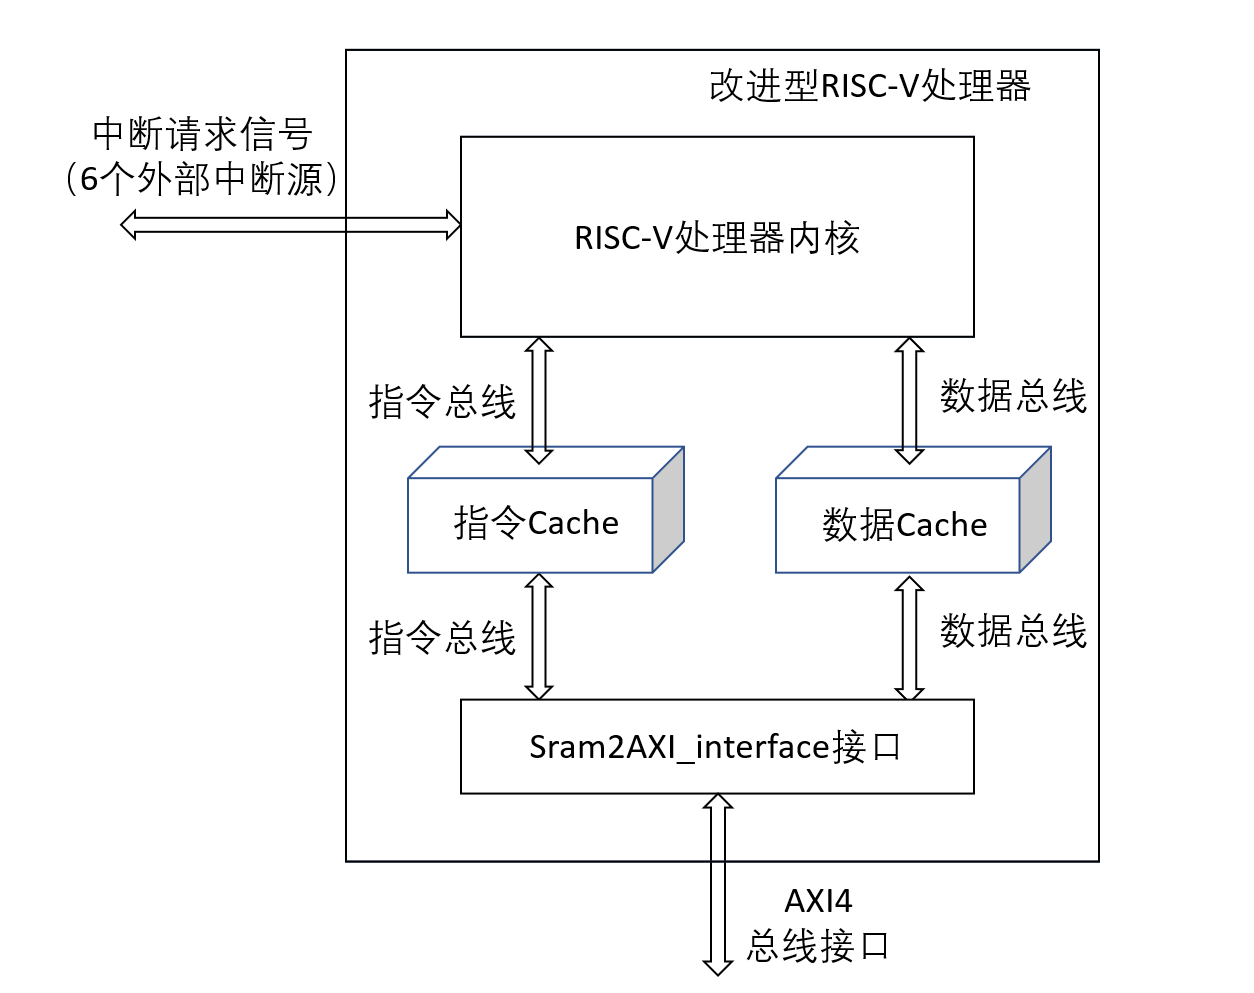 改进型RISC-V处理器
中断请求信号
（6个外部中断源）
RISC-V处理器内核
指令总线
数据总线
指令Cache
数据Cache
指令总线
数据总线
Sram2AXI_interface接口
AXI4
总线接口